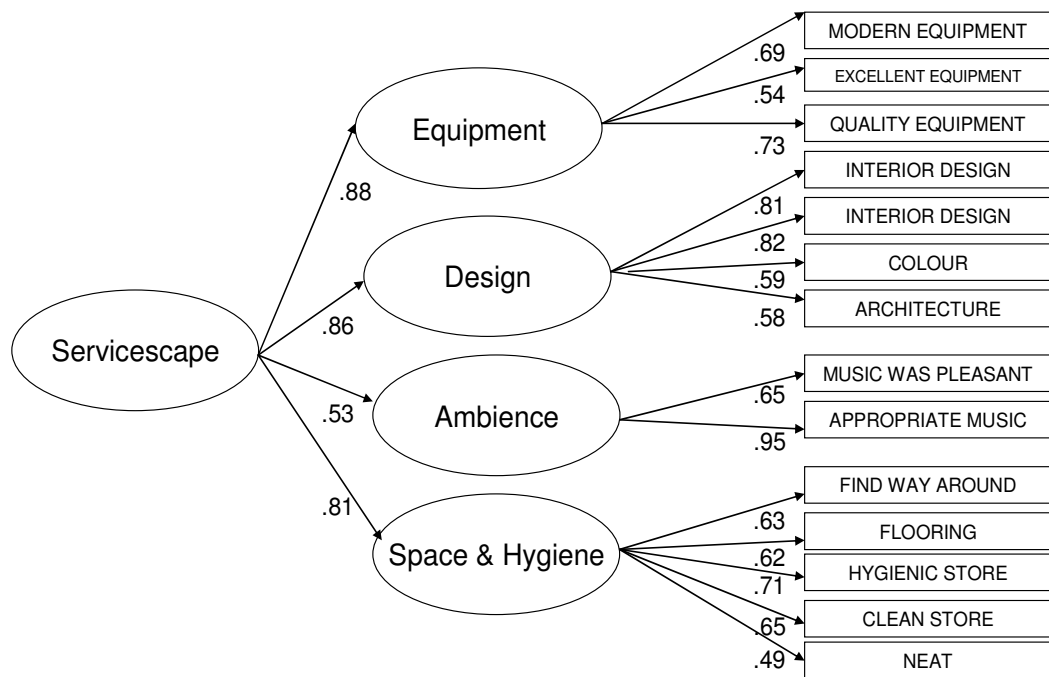 MODERN EQUIPMENT
.69
EXCELLENT EQUIPMENT
.54
Equipment
QUALITY EQUIPMENT
.73
INTERIOR DESIGN
.88
.81
INTERIOR DESIGN
.82
Design
COLOUR
.59
ARCHITECTURE
.58
.86
Servicescape
MUSIC WAS PLEASANT
.65
.53
Ambience
APPROPRIATE MUSIC
.95
FIND WAY AROUND
.81
.63
FLOORING
.62
Space & Hygiene
HYGIENIC STORE
.71
CLEAN STORE
.65
.49
NEAT